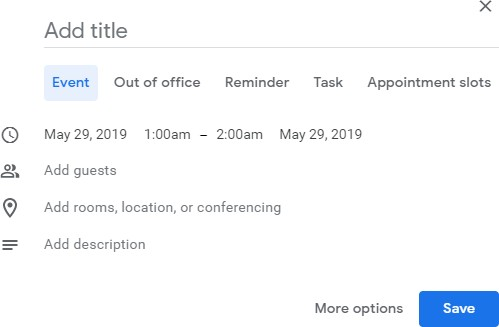 Add title
Event Out of office Reminder Task Appointment slots
May 29, 2019 1:00am – 2:00am May 29, 2019
Add guests
Add rooms, location, or conferencing
Add description
More options Save